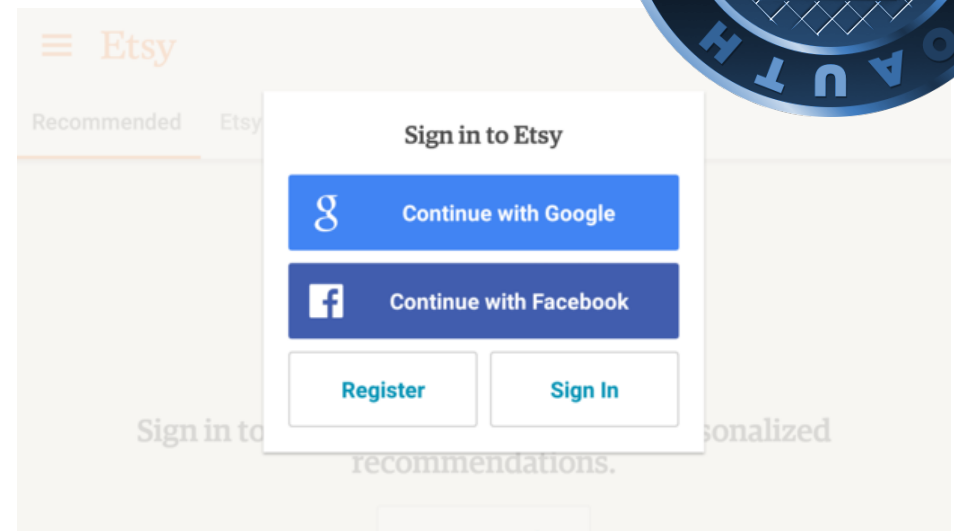 Etsy
Recommended Etsy
Sign in to Etsy
g Continue with Google
f Continue with Facebook
Register Sign In
Sign in to sonalized
recommendations.
OAUTH